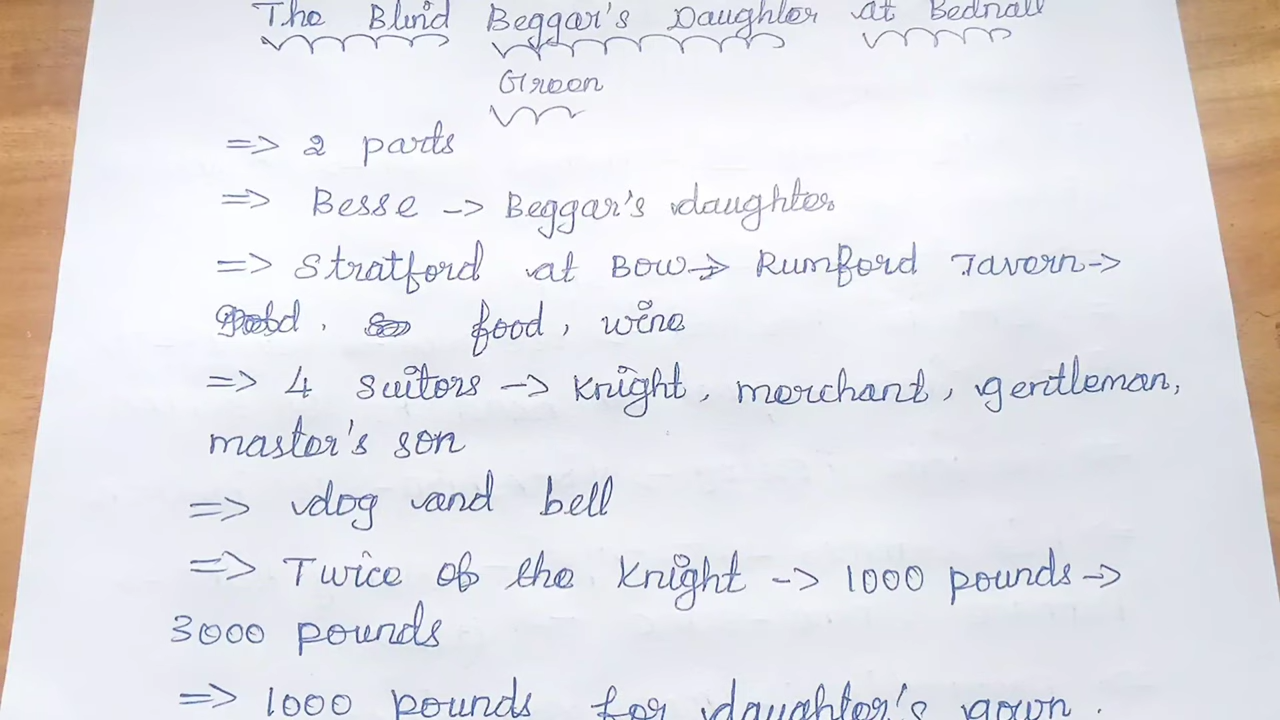 The Blind Beggar's Daughter at Bednall
Green
=> 2 parts
=> Besse -> Beggar's daughter
=> Stratford at Bow -> Rumford Tavern ->
, food, wine
=> 4 suitors -> Knight, merchant, gentleman,
master's son
=> dog and bell
=> Twice of the Knight -> 1000 pounds ->
3000 pounds
=> 1000 pounds for daughter's gown.